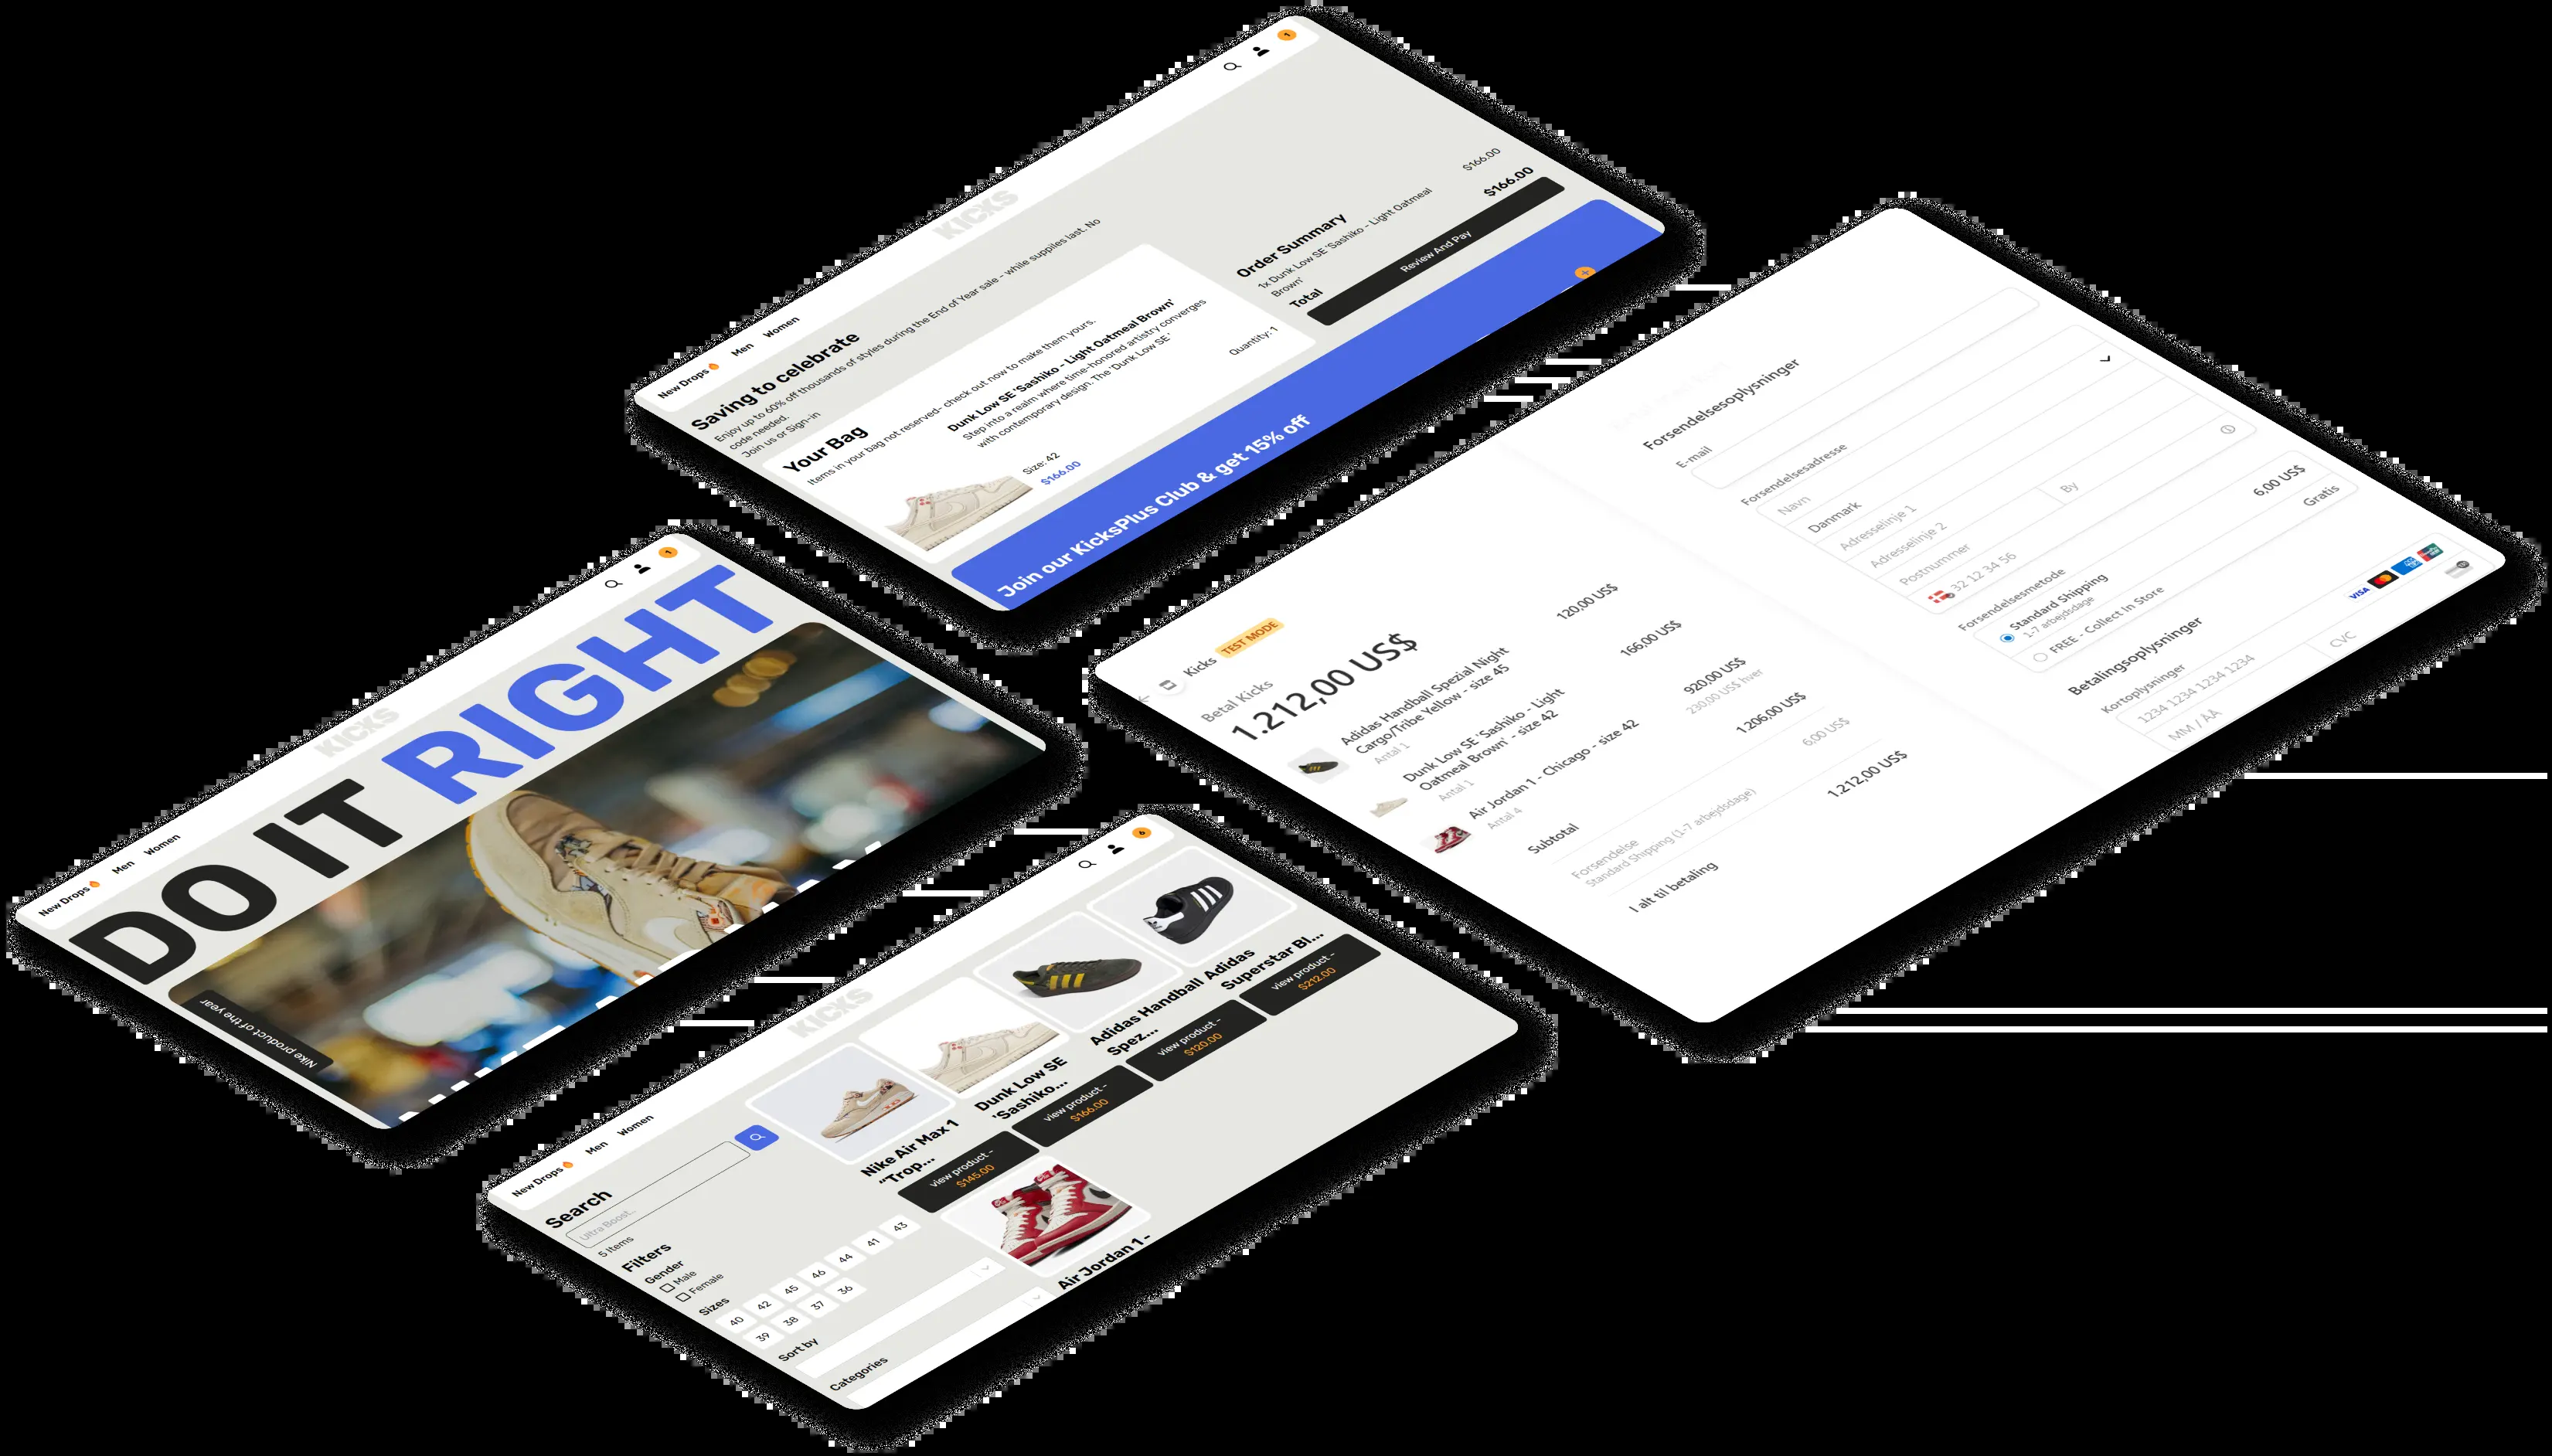 New Drops🔥
Men
Women
KICKS
1
Saving to celebrate
Enjoy up to 60% off thousands of styles during the End of Year sale - while supplies last. No
code needed.
Join us or Sign-in
Your Bag
Items in your bag not reserved- check out now to make them yours.
Dunk Low SE 'Sashiko - Light Oatmeal Brown'
Step into a realm where time-honored artistry converges
with contemporary design: The 'Dunk Low SE'
Size: 42
$166.00
Quantity: 1
Order Summary
1x Dunk Low SE 'Sashiko - Light Oatmeal
Brown'
$166.00
Total
$166.00
Review And Pay
Join our KicksPlus Club & get 15% off
+
New Drops🔥
Men
Women
KICKS
1
DO IT RIGHT
Nike product of the year
New Drops🔥
Men
Women
KICKS
6
Search
Ultra Boost...
5 Items
Filters
Gender
Male
Female
Sizes
40
42
45
46
44
41
43
39
38
37
36
Sort by
Categories
Nike Air Max 1
"Trop...
view product -
$145.00
Dunk Low SE
'Sashiko...
view product -
$166.00
Adidas Handball
Spez...
view product -
$120.00
Adidas
Superstar Bl...
view product -
$212.00
Air Jordan 1 -
Kicks
TEST MODE
Betal Kicks
1.212,00 US$
Adidas Handball Spezial Night
Cargo/Tribe Yellow - size 45
Antal 1
120,00 US$
Dunk Low SE 'Sashiko - Light
Oatmeal Brown' - size 42
Antal 1
166,00 US$
Air Jordan 1 - Chicago - size 42
Antal 4
920,00 US$
230,00 US$ hver
Subtotal
1.206,00 US$
Forsendelse
Standard Shipping (1-7 arbejdsdage)
6,00 US$
I alt til betaling
1.212,00 US$
Forsendelsesoplysninger
E-mail
Forsendelsesadresse
Navn
Danmark
Adresselinje 1
Adresselinje 2
Postnummer
By
32 12 34 56
Forsendelsesmetode
Standard Shipping
1-7 arbejdsdage
6,00 US$
FREE - Collect In Store
Gratis
Betalingsoplysninger
Kortoplysninger
1234 1234 1234 1234
VISA
MM / ÅÅ
CVC